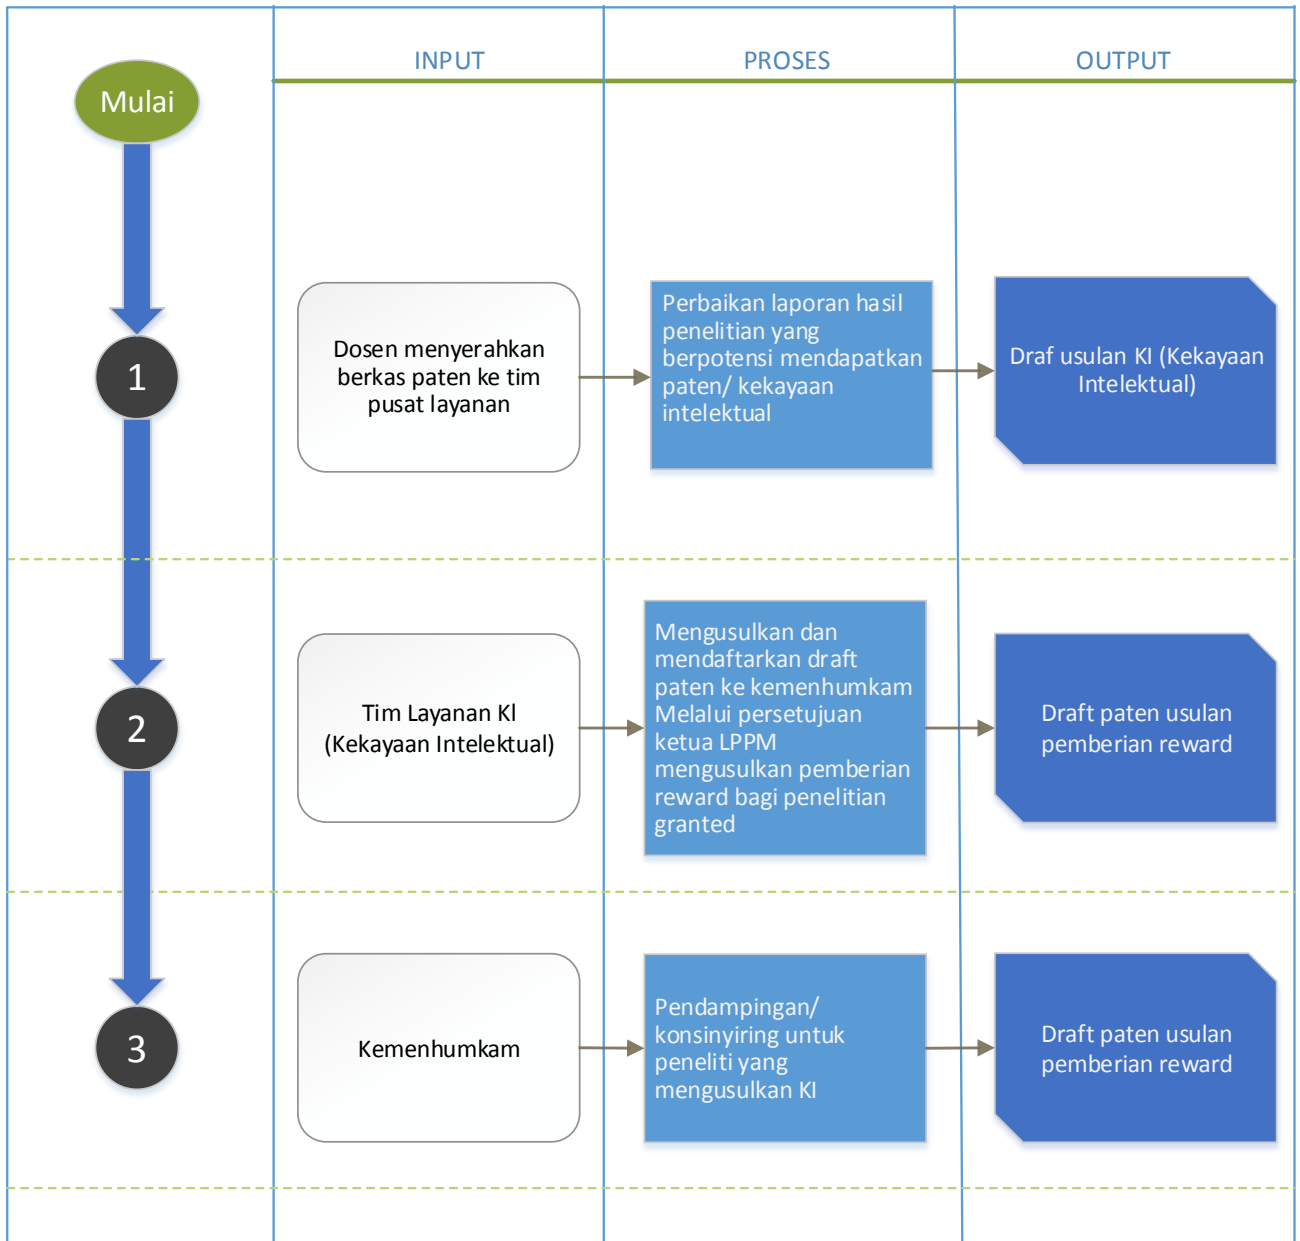 INPUT
PROSES
OUTPUT
Mulai
1
Dosen menyerahkan
berkas paten ke tim
pusat layanan
Perbaikan laporan hasil
penelitian yang
berpotensi mendapatkan
paten/ kekayaan
intelektual
Draf usulan KI (Kekayaan
Intelektual)
2
Tim Layanan Kl
(Kekayaan Intelektual)
Mengusulkan dan
mendaftarkan draft
paten ke kemenhumkam
Melalui persetujuan
ketua LPPM
mengusulkan pemberian
reward bagi penelitian
granted
Draft paten usulan
pemberian reward
3
Kemenhumkam
Pendampingan/
konsinyiring untuk
peneliti yang
mengusulkan KI
Draft paten usulan
pemberian reward